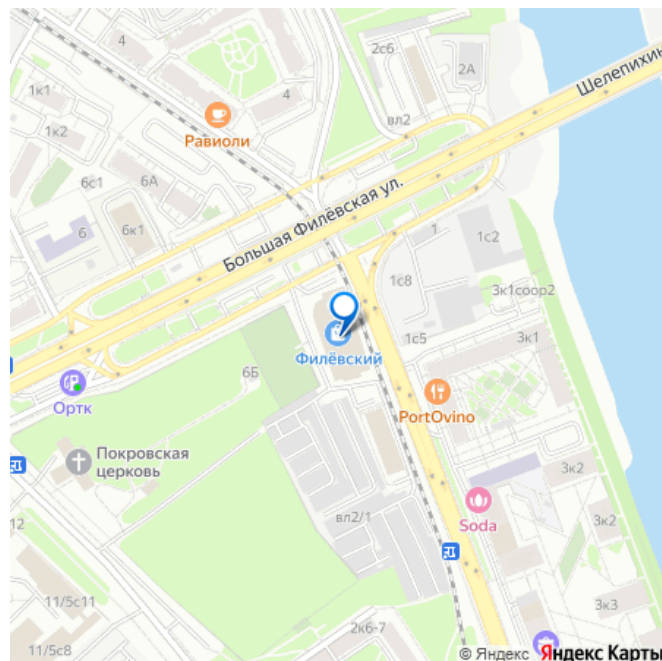 4
2с6
2А
Шелепихин
1к1
4
вл2
1к2
Равиоли
6с1
6А
Большая Филёвская ул.
6
6к1
1
1с2
1с8
3к1соор2
1с5
3к1
Филёвский
6Б
Ортк
PortOvino
Покровская
церковь
3к2
Soda
3к2
12
вл2/1
11/5с11
3к3
2к6-7
11/5с8
© Яндекс Яндекс Карты